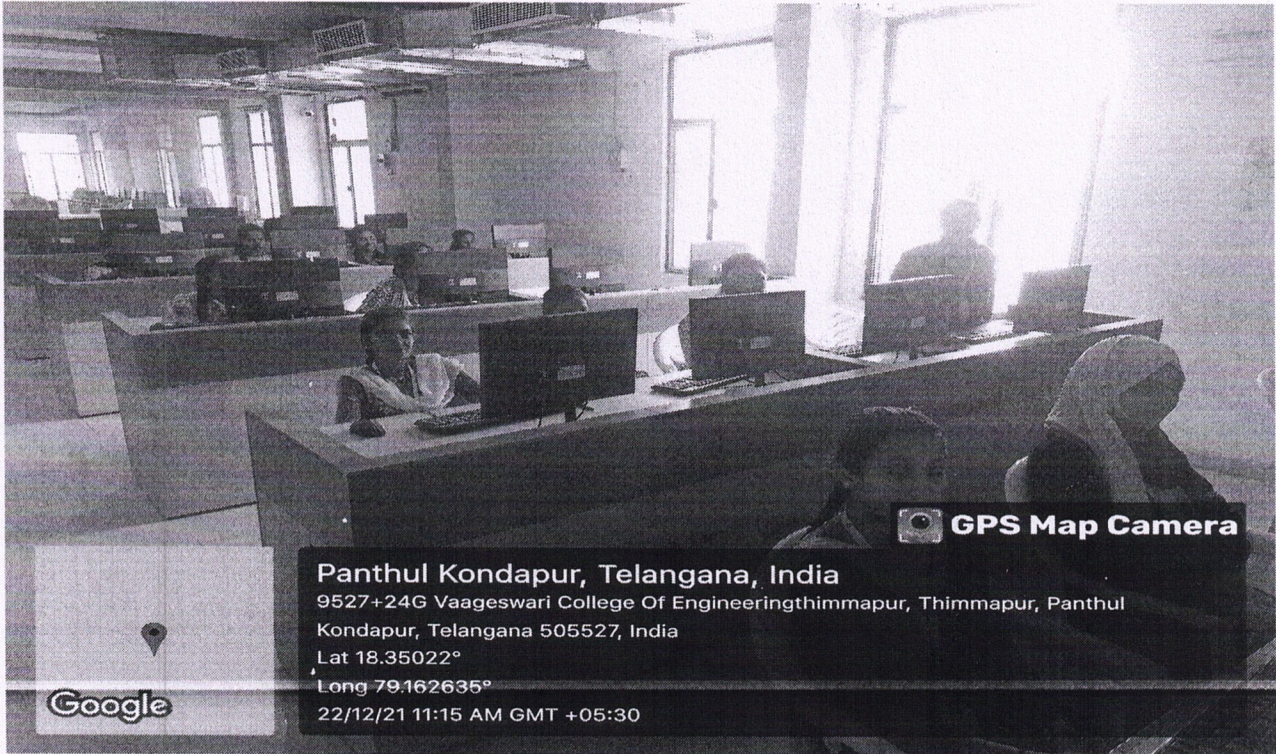 GPS Map Camera
Panthul Kondapur, Telangana, India
9527+24G Vaageswari College Of Engineeringthimmapur, Thimmapur, Panthul
Kondapur, Telangana 505527, India
Lat 18.35022°
Long 79.162635°
22/12/21 11:15 AM GMT +05:30
Google